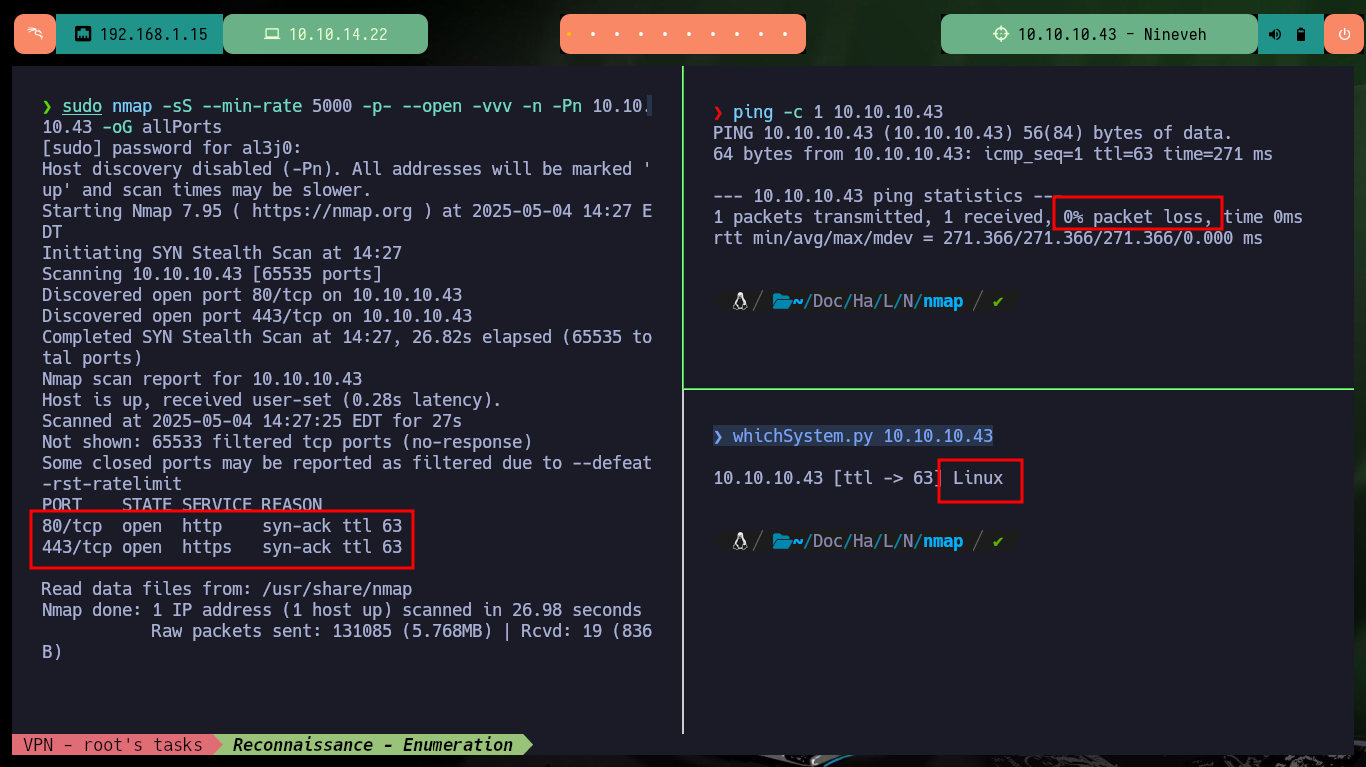 192.168.1.15
10.10.14.22
10.10.10.43 - Nineveh
❯ sudo nmap -sS --min-rate 5000 -p- --open -vvv -n -Pn 10.10.
10.43 -oG allPorts
[sudo] password for al3j0:
Host discovery disabled (-Pn). All addresses will be marked '
up' and scan times may be slower.
Starting Nmap 7.95 ( https://nmap.org ) at 2025-05-04 14:27 E
DT
Initiating SYN Stealth Scan at 14:27
Scanning 10.10.10.43 [65535 ports]
Discovered open port 80/tcp on 10.10.10.43
Discovered open port 443/tcp on 10.10.10.43
Completed SYN Stealth Scan at 14:27, 26.82s elapsed (65535 to
tal ports)
Nmap scan report for 10.10.10.43
Host is up, received user-set (0.28s latency).
Scanned at 2025-05-04 14:27:25 EDT for 27s
Not shown: 65533 filtered tcp ports (no-response)
Some closed ports may be reported as filtered due to --defeat
-rst-ratelimit
PORT    STATE SERVICE REASON
80/tcp  open  http    syn-ack ttl 63
443/tcp open  https   syn-ack ttl 63
Read data files from: /usr/share/nmap
Nmap done: 1 IP address (1 host up) scanned in 26.98 seconds
Raw packets sent: 131085 (5.768MB) | Rcvd: 19 (836
B)
❯ ping -c 1 10.10.10.43
PING 10.10.10.43 (10.10.10.43) 56(84) bytes of data.
64 bytes from 10.10.10.43: icmp_seq=1 ttl=63 time=271 ms
--- 10.10.10.43 ping statistics --
1 packets transmitted, 1 received, 0% packet loss, time 0ms
rtt min/avg/max/mdev = 271.366/271.366/271.366/0.000 ms
/ ~/Doc/Ha/L/N/nmap / ✔
❯ whichSystem.py 10.10.10.43
10.10.10.43 [ttl -> 63] Linux
/ ~/Doc/Ha/L/N/nmap / ✔
VPN - root's tasks
Reconnaissance - Enumeration